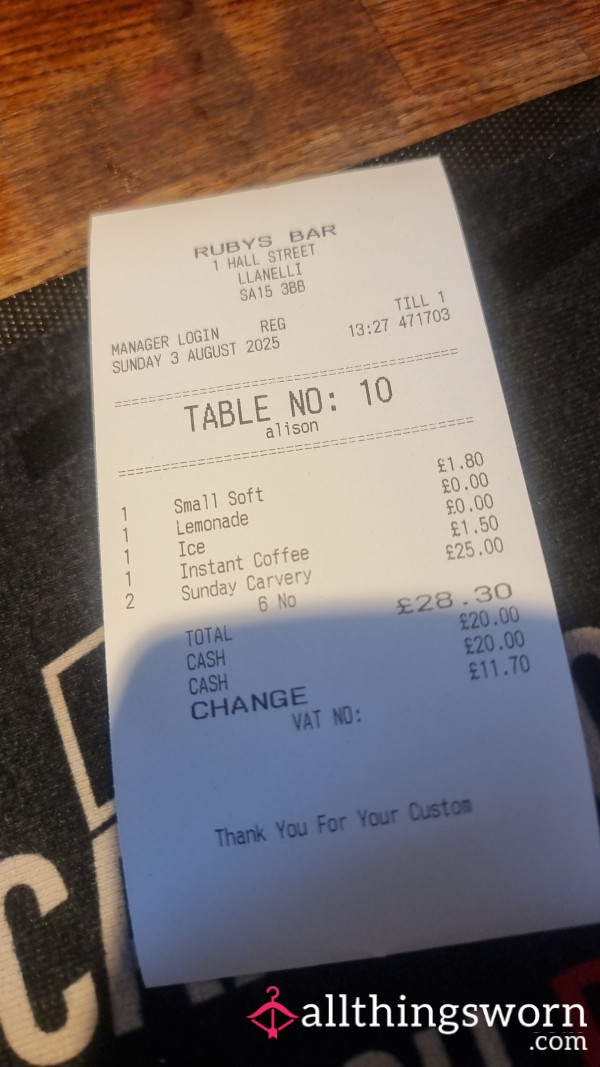 RUBYS BAR
1 HALL STREET
LLANELLI
SA15 3BB
MANAGER LOGIN REG TILL 1
SUNDAY 3 AUGUST 2025 13:27 471703
TABLE NO: 10
alison
1 Small Soft £1.80
1 Lemonade £0.00
1 Ice £0.00
1 Instant Coffee £1.50
2 Sunday Carvery £25.00
6 No
TOTAL £28.30
CASH £20.00
CASH £20.00
CHANGE £11.70
VAT NO:
Thank You For Your Custom
allthingsworn
.com